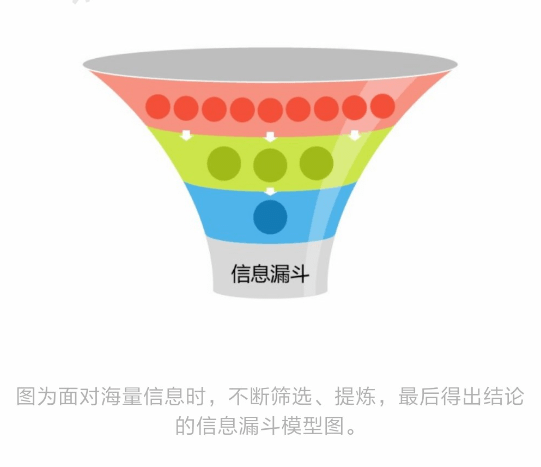 信息漏斗
图为面对海量信息时，不断筛选、提炼，最后得出结论
的信息漏斗模型图。